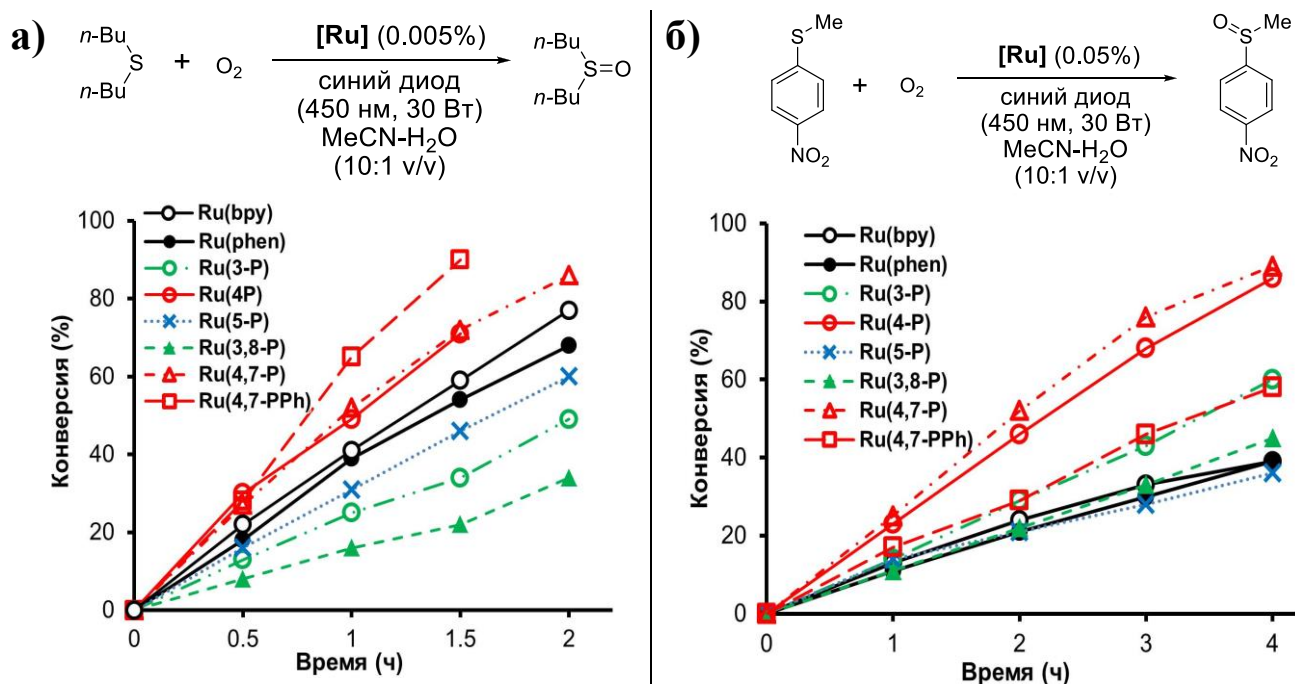 а)
n-Bu
S
n-Bu
+ O2
[Ru] (0.005%)
синий диод
(450 нм, 30 Вт)
MeCN-H2O
(10:1 v/v)
n-Bu
S=O
n-Bu
Конверсия (%)
100
80
60
40
20
0
Ru(bpy)
Ru(phen)
Ru(3-P)
Ru(4P)
Ru(5-P)
Ru(3,8-P)
Ru(4,7-P)
Ru(4,7-PPh)
0 0.5 1 1.5 2
Время (ч)
б)
S Me
NO2
+ O2
[Ru] (0.05%)
синий диод
(450 нм, 30 Вт)
MeCN-H2O
(10:1 v/v)
O
S Me
NO2
Конверсия (%)
100
80
60
40
20
0
Ru(bpy)
Ru(phen)
Ru(3-P)
Ru(4-P)
Ru(5-P)
Ru(3,8-P)
Ru(4,7-P)
Ru(4,7-PPh)
0 1 2 3 4
Время (ч)